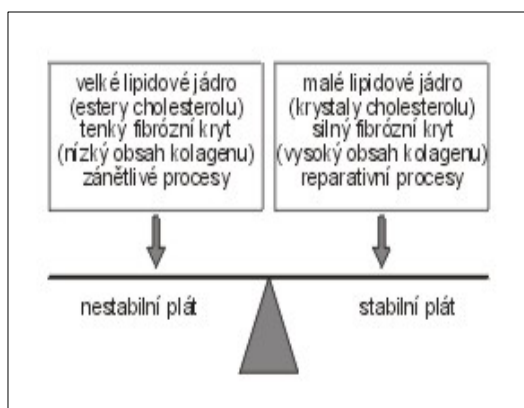 velké lipidové jádro
(estery cholesterolu)
tenký fibrózní kryt
(nízký obsah kolagenu)
zánětlivé procesy
malé lipidové jádro
(krystaly cholesterolu)
silný fibrózní kryt
(vysoký obsah kolagenu)
reparativní procesy
nestabilní plát
stabilní plát